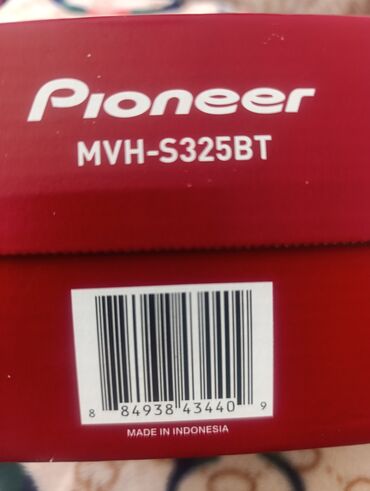 Pioneer
MVH-S325BT
8 84938 43440 9
MADE IN INDONESIA